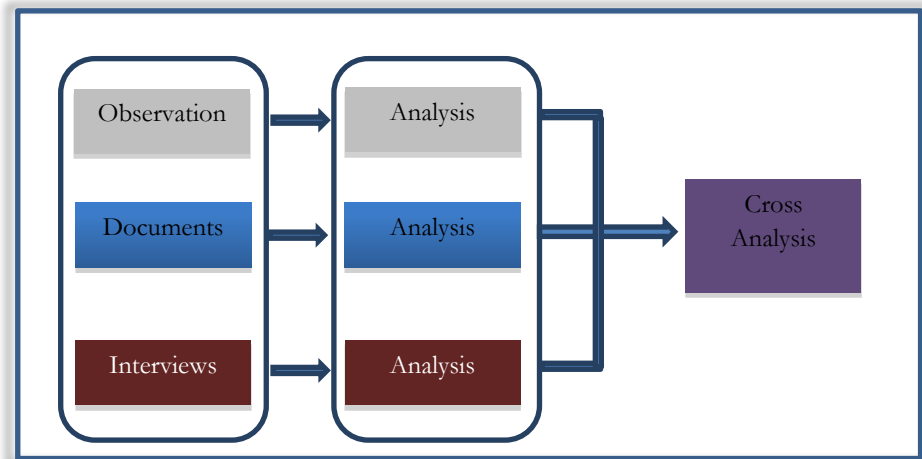 Observation
Analysis
Documents
Analysis
Cross
Analysis
Interviews
Analysis